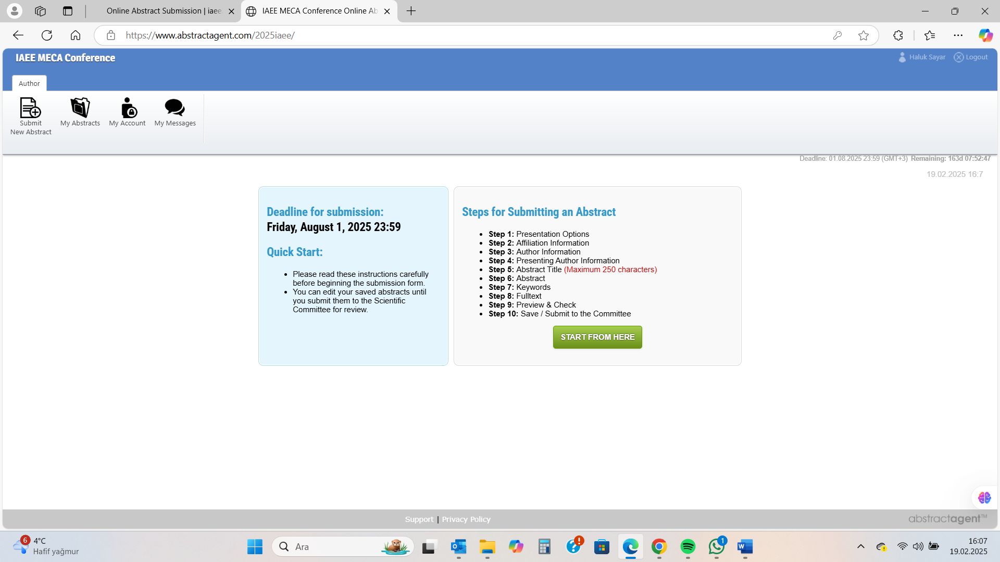 Online Abstract Submission | iaee
IAEE MECA Conference Online Ab
https://www.abstractagent.com/2025iaee/
IAEE MECA Conference
Haluk Sayar
Logout
Author
Submit
New Abstract
My Abstracts
My Account
My Messages
Deadline: 01.08.2025 23:59 (GMT+3) Remaining: 163d 07:52:47
19.02.2025 16:7
Deadline for submission:
Friday, August 1, 2025 23:59
Quick Start:
Please read these instructions carefully
before beginning the submission form.
You can edit your saved abstracts until
you submit them to the Scientific
Committee for review.
Steps for Submitting an Abstract
Step 1: Presentation Options
Step 2: Affiliation Information
Step 3: Author Information
Step 4: Presenting Author Information
Step 5: Abstract Title (Maximum 250 characters)
Step 6: Abstract
Step 7: Keywords
Step 8: Fulltext
Step 9: Preview & Check
Step 10: Save / Submit to the Committee
START FROM HERE
Support | Privacy Policy
abstractagent™
6
4°C
Hafif yağmur
Ara
1
16:07
19.02.2025